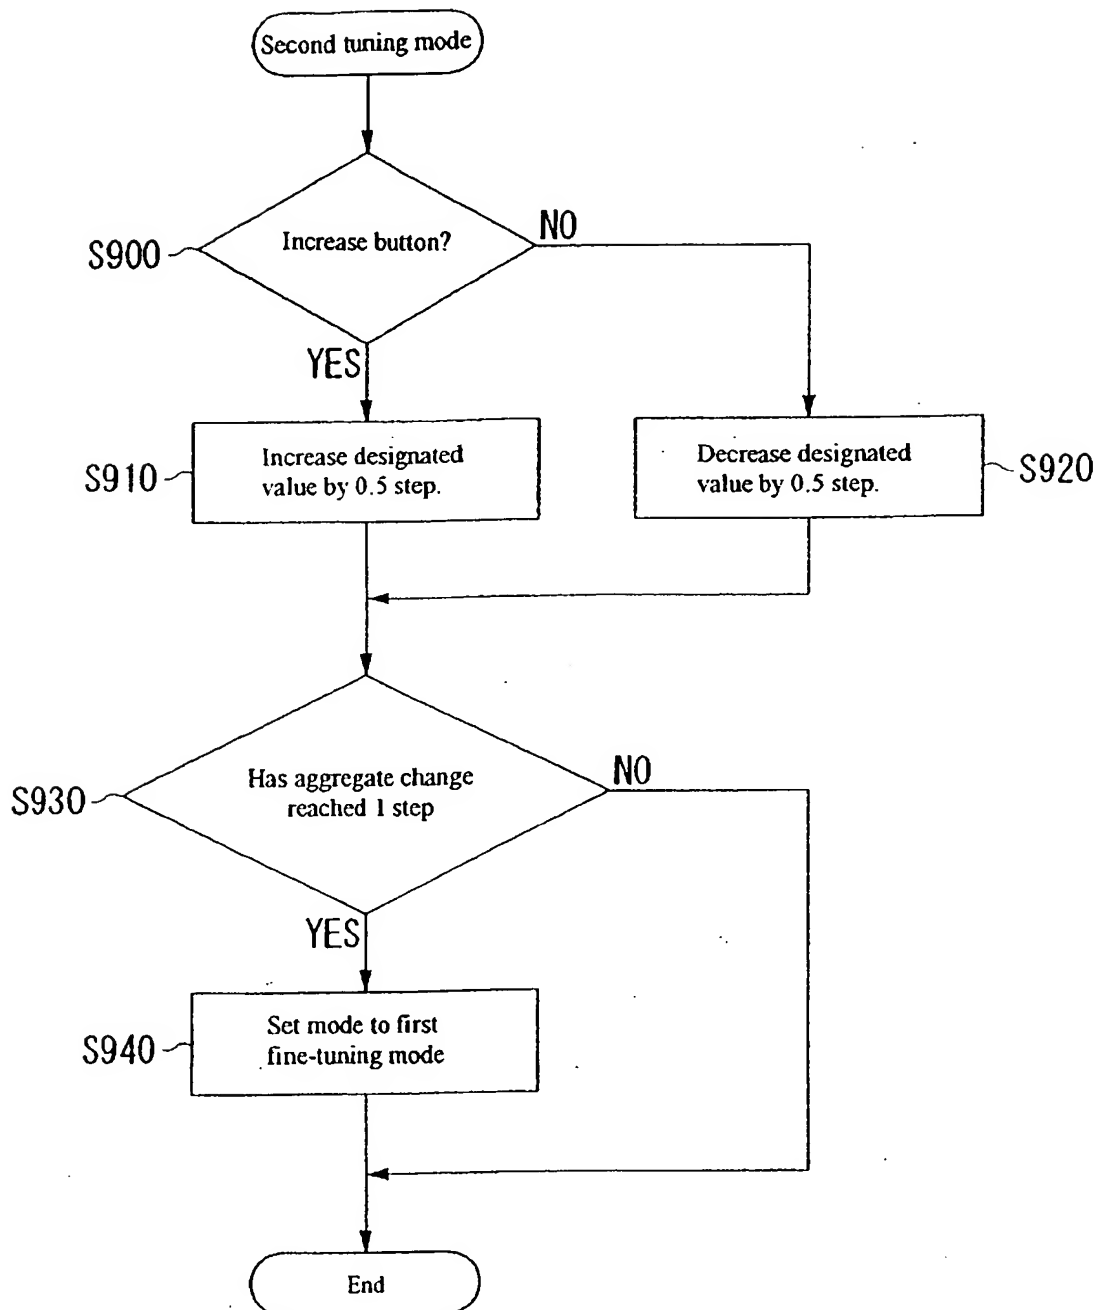 Second tuning mode
S900
Increase button?
NO
YES
S910
Increase designated
value by 0.5 step.
Decrease designated
value by 0.5 step.
S920
S930
Has aggregate change
reached 1 step
NO
YES
S940
Set mode to first
fine-tuning mode
End